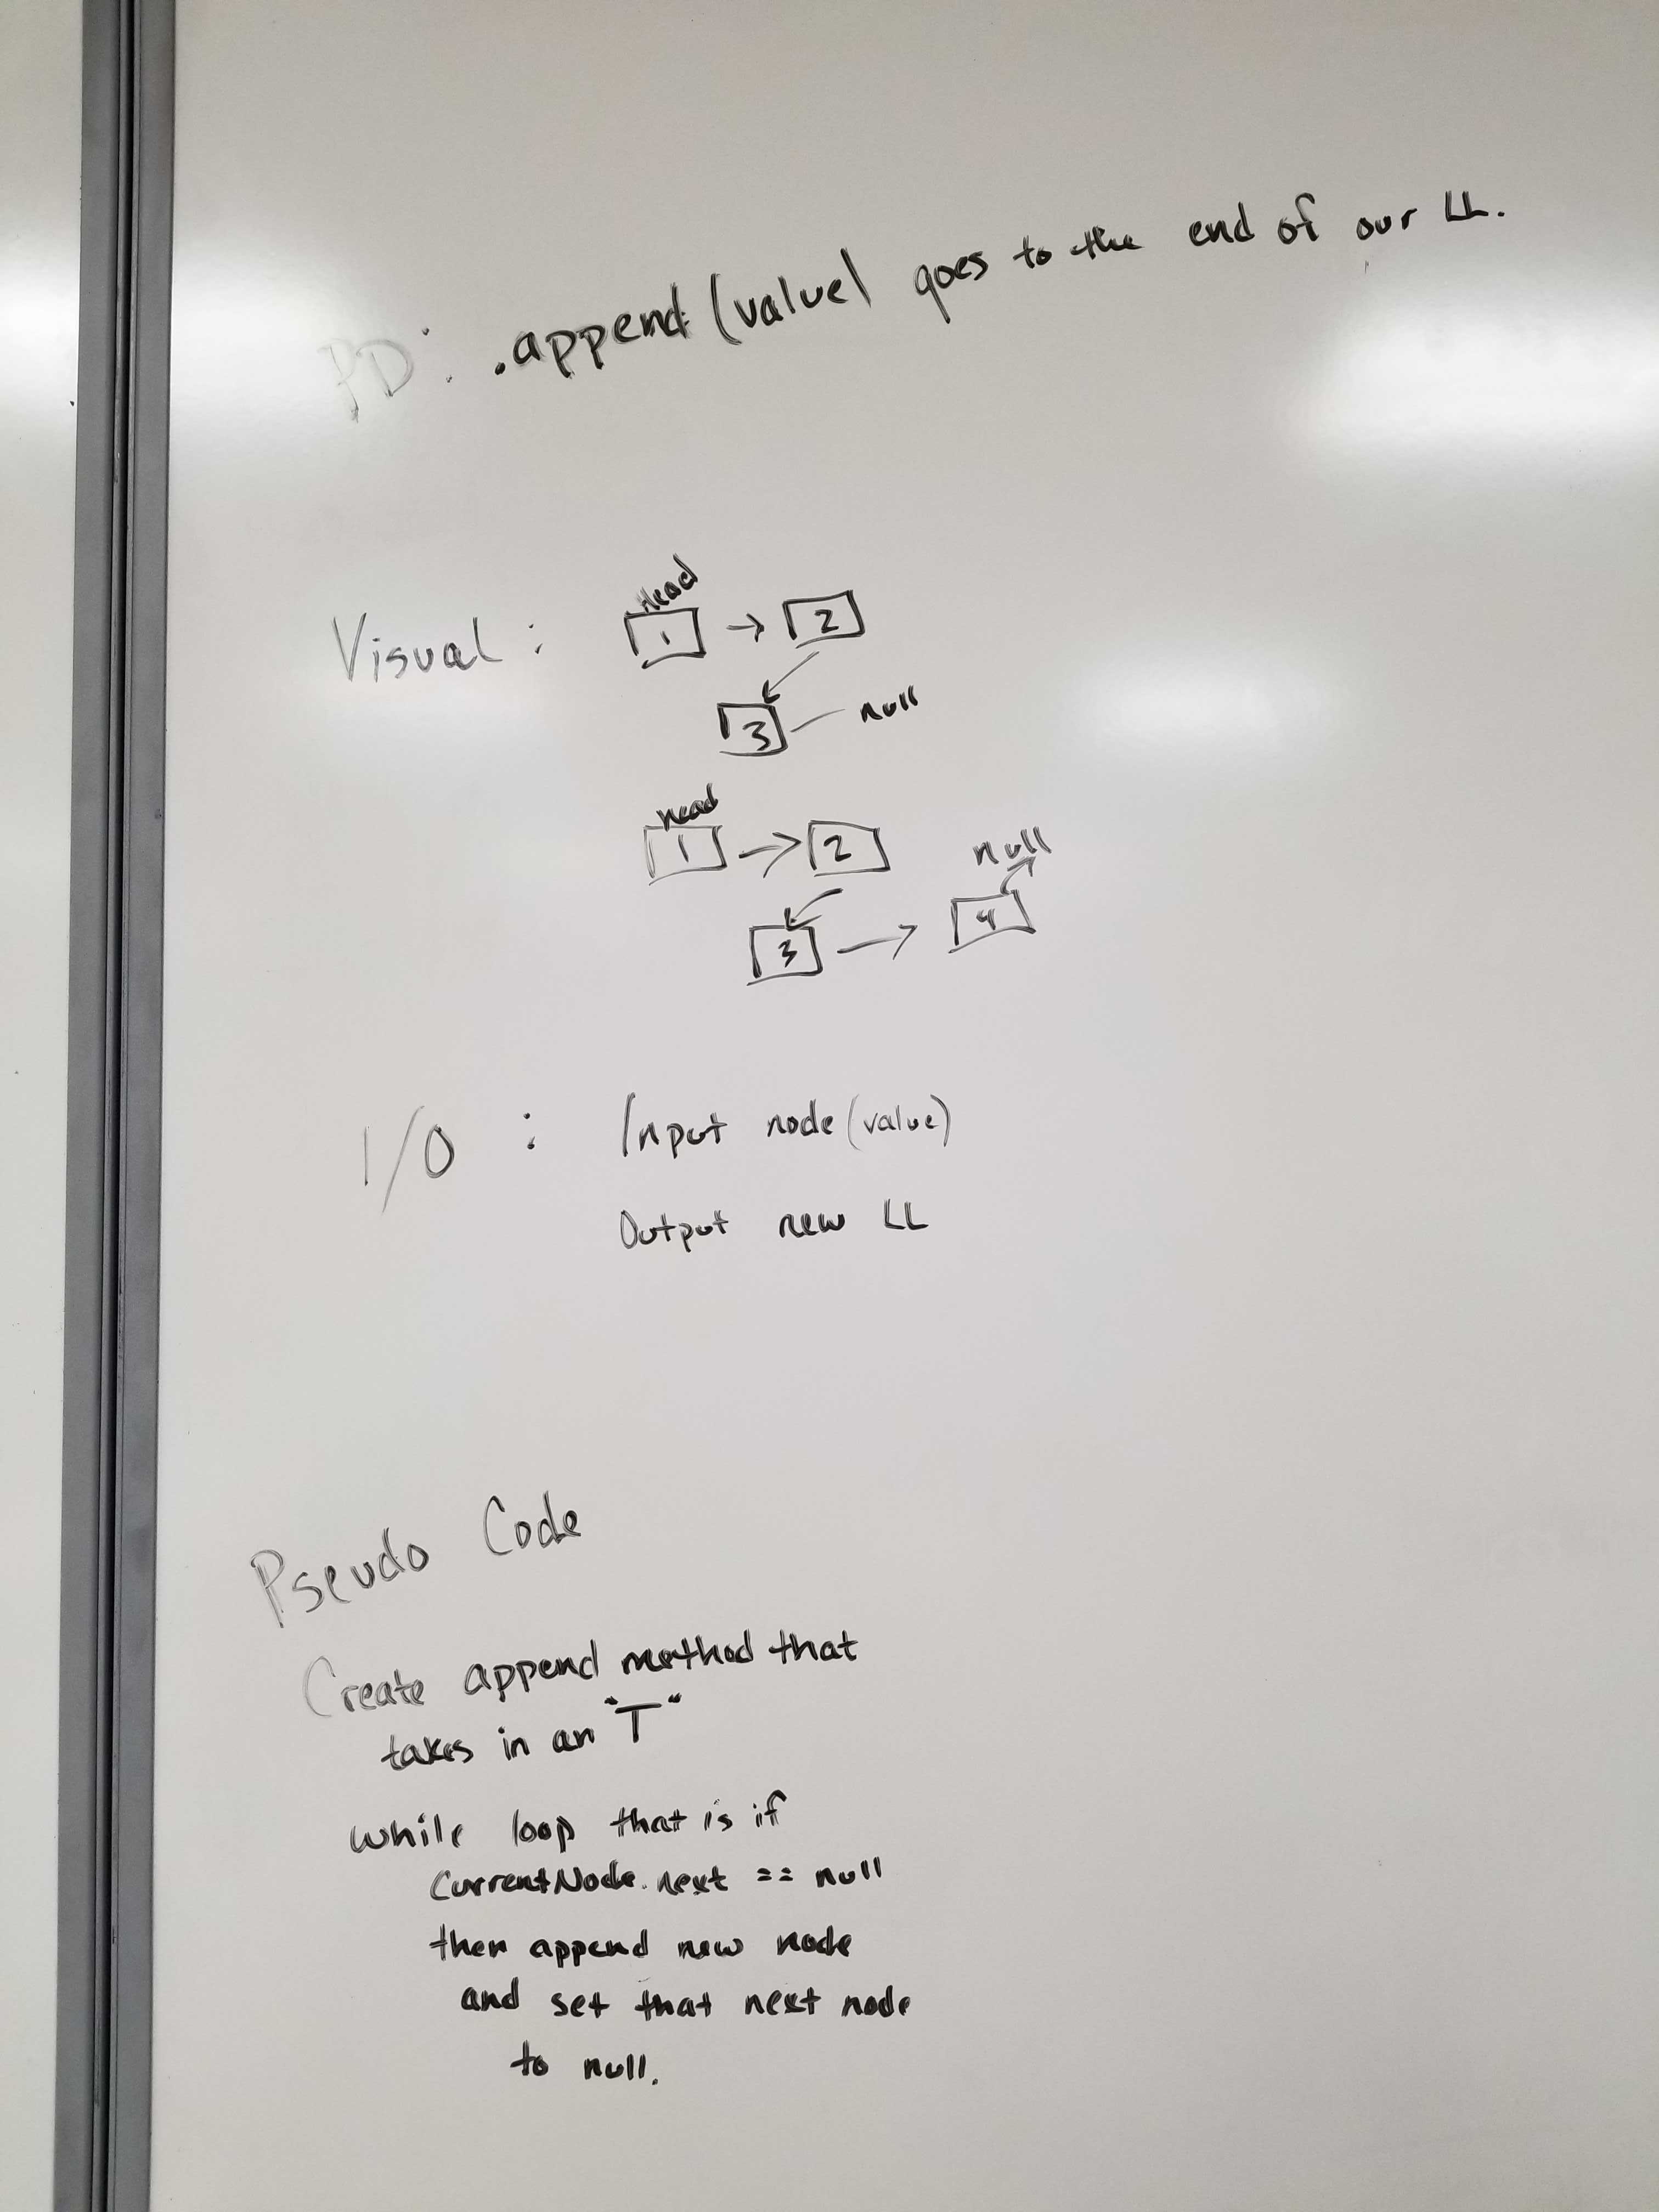 PD: .append(value) goes to the end of our LL.
Visual:
Head
1 → 2
3 null
Head
1 → 2
null
3 → 4
I/O : Input node(value)
Output new LL
Pseudo Code
Create append method that
takes in an "T"
while loop that is if
CurrentNode.next == null
then append new node
and set that next node
to null.